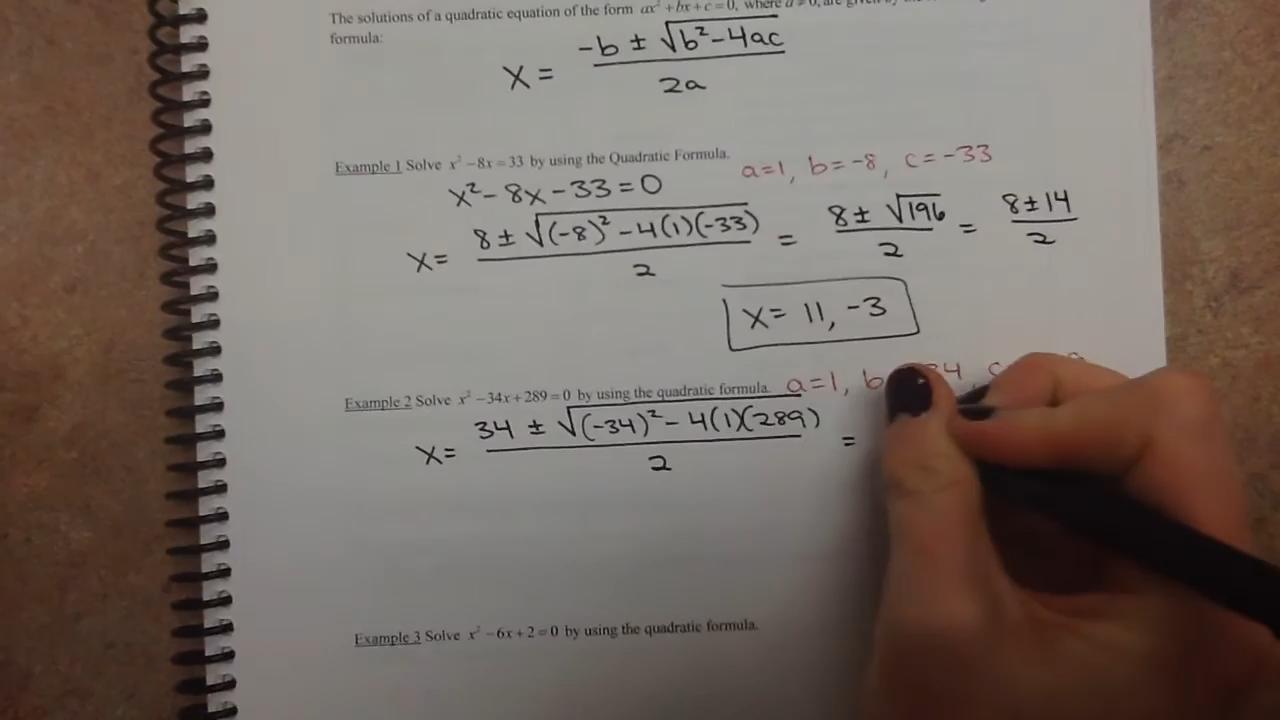 The solutions of a quadratic equation of the form ax² + bx + c = 0, where a ≠ 0, are given by the
formula:
x = (-b ± √(b² - 4ac)) / 2a
Example 1 Solve x² - 8x = 33 by using the Quadratic Formula.
a=1, b=-8, c=-33
x² - 8x - 33 = 0
x = (8 ± √((-8)² - 4(1)(-33))) / 2 = (8 ± √196) / 2 = (8 ± 14) / 2
x = 11, -3
Example 2 Solve x² - 34x + 289 = 0 by using the quadratic formula.
a=1, b 34, c
x = (34 ± √((-34)² - 4(1)(289))) / 2 =
Example 3 Solve x² - 6x + 2 = 0 by using the quadratic formula.